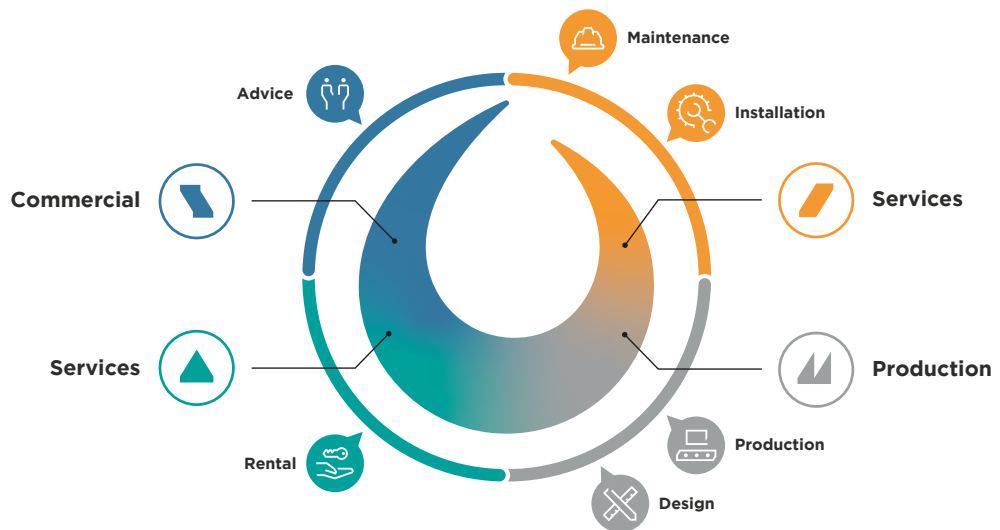 Maintenance
Advice
Installation
Commercial
Services
Services
Production
Production
Rental
Design